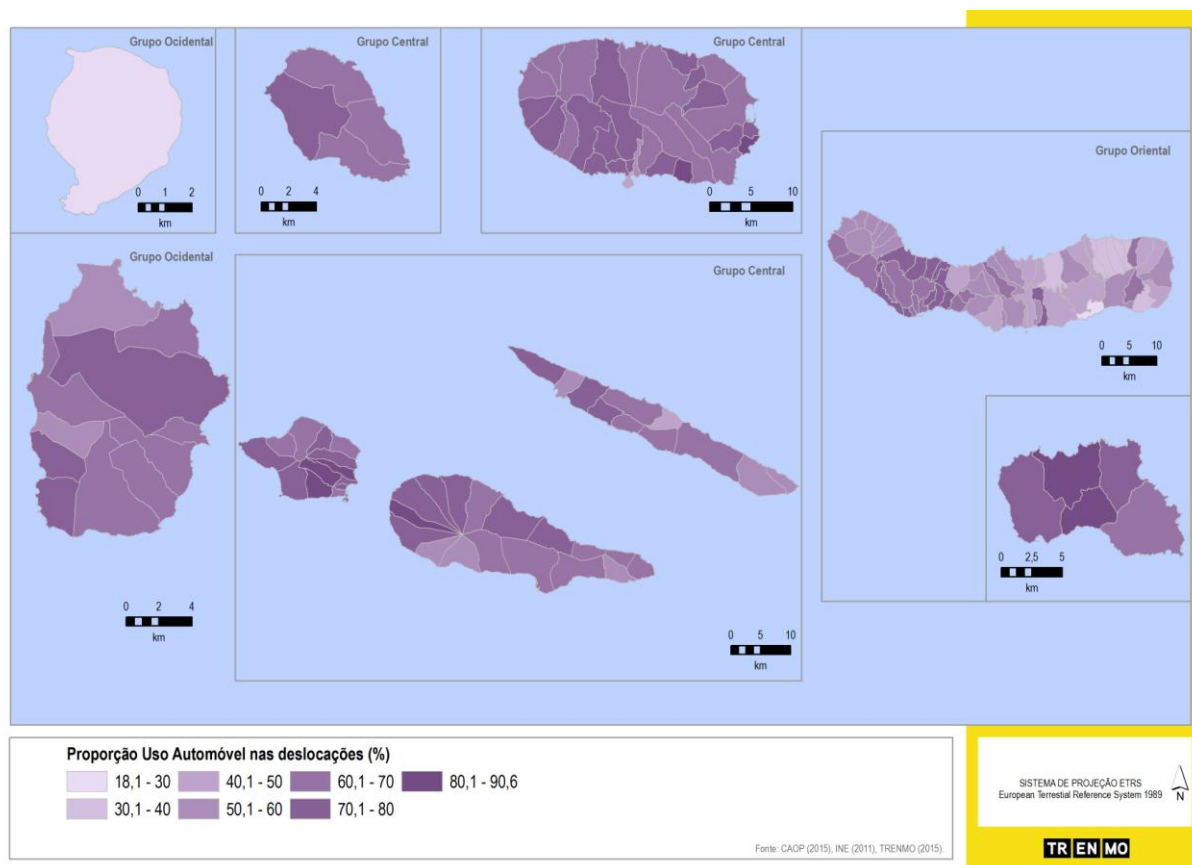 Grupo Ocidental
0 1 2
km
Grupo Central
0 2 4
km
Grupo Central
0 5 10
km
Grupo Oriental
0 5 10
km
Grupo Ocidental
0 2 4
km
Grupo Central
0 5 10
km
0 2,5 5
km
Proporção Uso Automóvel nas deslocações (%)
18,1 - 30 40,1 - 50 60,1 - 70 80,1 - 90,6
30,1 - 40 50,1 - 60 70,1 - 80
Fonte: CAOP (2015), INE (2011), TRENMO (2015).
SISTEMA DE PROJEÇÃO ETRS
European Terrestial Reference System 1989
N
TRENMO